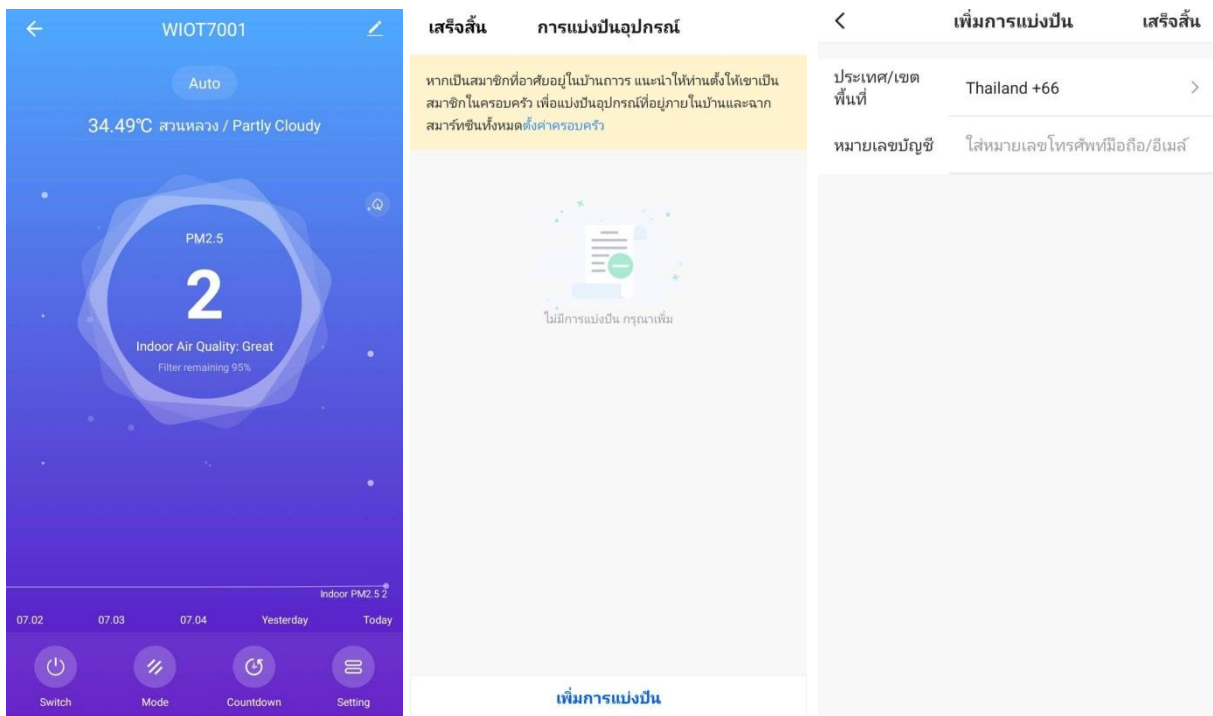 WIOT7001
Auto
34.49°C สวนหลวง / Partly Cloudy
PM2.5
2
Indoor Air Quality: Great
Filter remaining 95%
Indoor PM2.5 2
07.02 07.03 07.04 Yesterday Today
Switch Mode Countdown Setting
เสร็จสิ้น การแบ่งปันอุปกรณ์
หากเป็นสมาชิกที่อาศัยอยู่ในบ้านถาวร แนะนำให้ท่านตั้งให้เขาเป็น
สมาชิกในครอบครัว เพื่อแบ่งปันอุปกรณ์ที่อยู่ภายในบ้านและฉาก
สมาร์ทซีนทั้งหมดตั้งค่าครอบครัว
ไม่มีการแบ่งปัน กรุณาเพิ่ม
เพิ่มการแบ่งปัน
เพิ่มการแบ่งปัน เสร็จสิ้น
ประเทศ/เขต
พื้นที่
Thailand +66
หมายเลขบัญชี ใส่หมายเลขโทรศัพท์มือถือ/อีเมล์